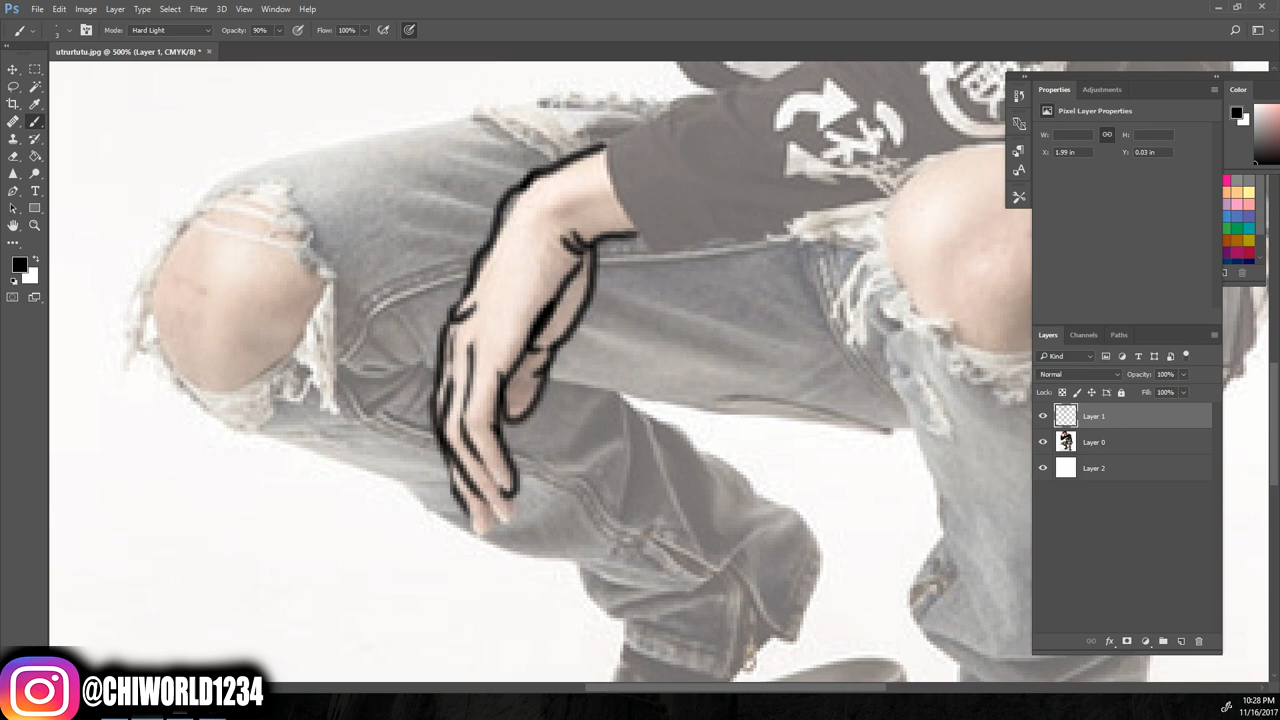 Ps File Edit Image Layer Type Select Filter 3D View Window Help
3 Mode: Hard Light Opacity: 90% Flow: 100%
utrurtutu.jpg @ 500% (Layer 1, CMYK/8) * ×
Properties Adjustments
Pixel Layer Properties
W: H:
X: 1.99 in Y: 0.03 in
Color
Layers Channels Paths
Kind
Normal Opacity: 100%
Lock: Fill: 100%
Layer 1
Layer 0
Layer 2
fx
@CHIWORLD1234
10:28 PM
11/16/2017